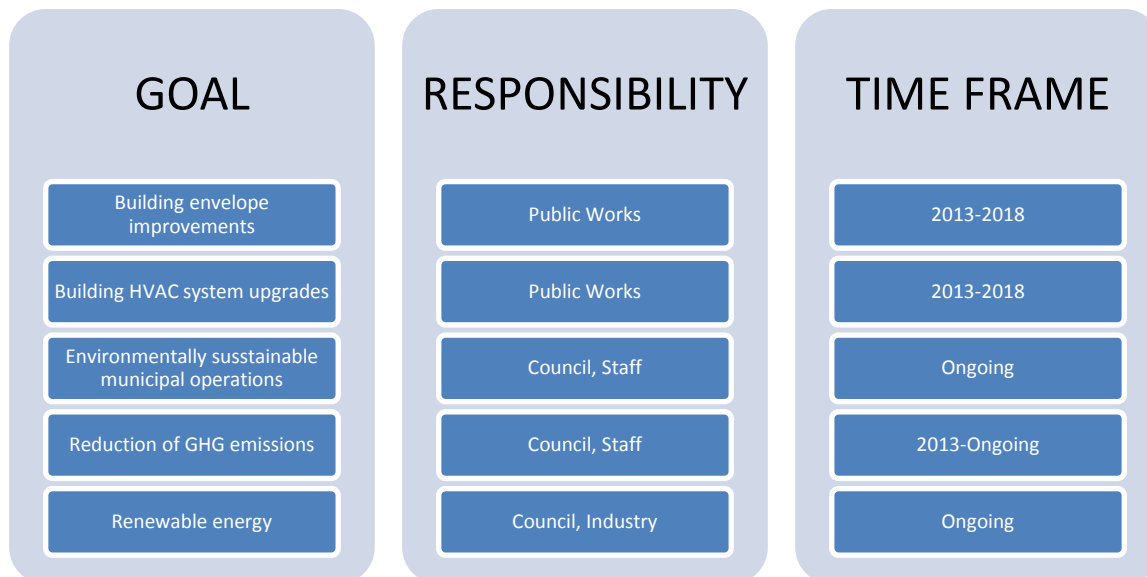 GOAL
Building envelope
improvements
Building HVAC system upgrades
Environmentally susstainable
municipal operations
Reduction of GHG emissions
Renewable energy
RESPONSIBILITY
Public Works
Public Works
Council, Staff
Council, Staff
Council, Industry
TIME FRAME
2013-2018
2013-2018
Ongoing
2013-Ongoing
Ongoing